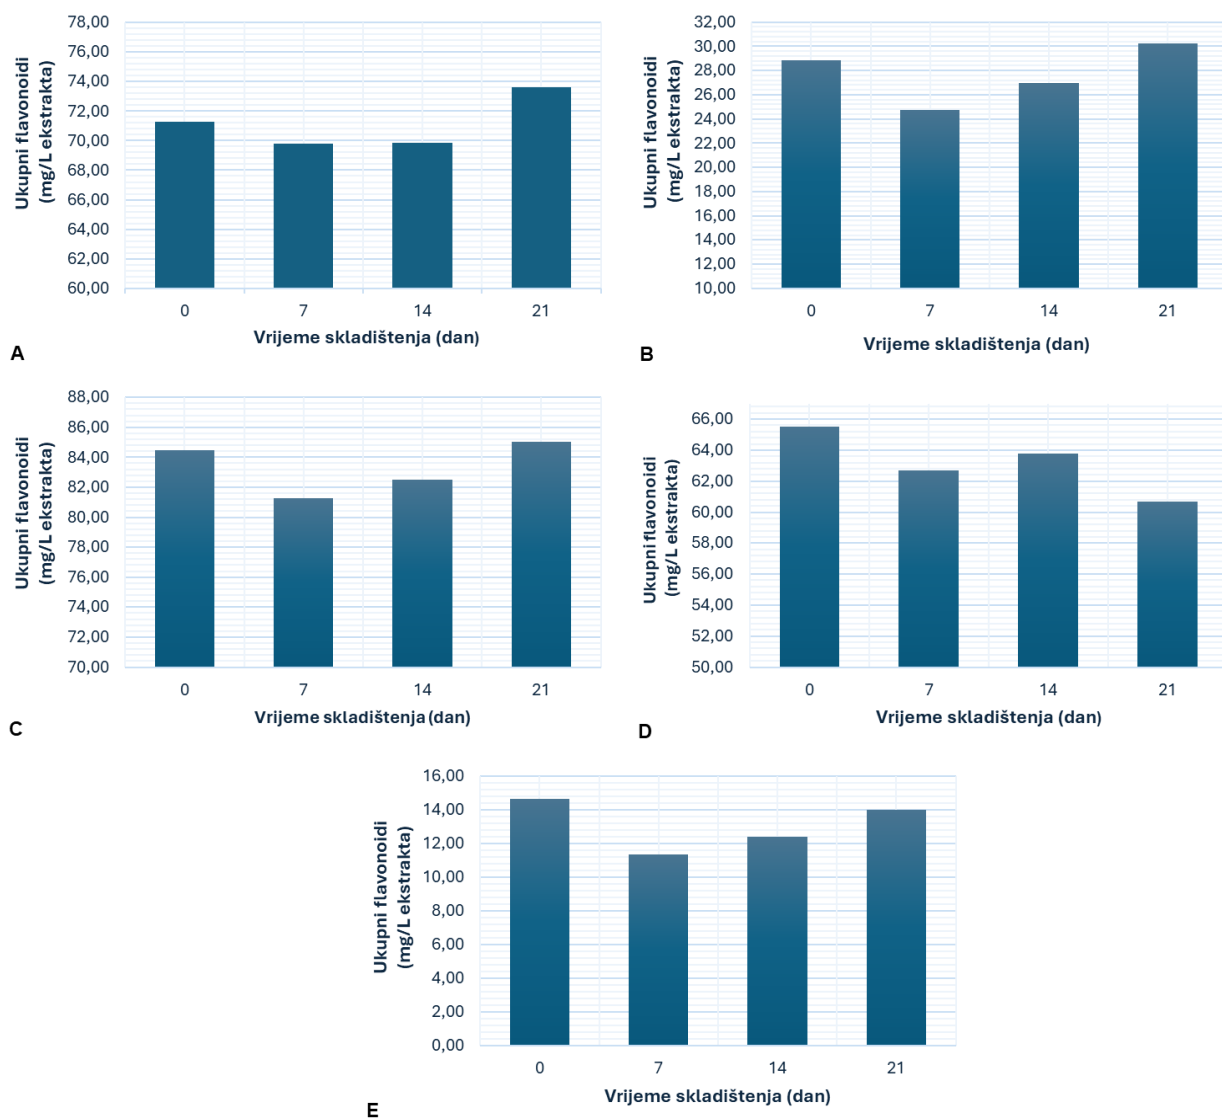 Ukupni flavonoidi
(mg/L ekstrakta)
78,00
76,00
74,00
72,00
70,00
68,00
66,00
64,00
62,00
60,00
0 7 14 21
Vrijeme skladištenja (dan)
A
Ukupni flavonoidi
(mg/L ekstrakta)
32,00
30,00
28,00
26,00
24,00
22,00
20,00
18,00
16,00
14,00
12,00
10,00
0 7 14 21
Vrijeme skladištenja (dan)
B
Ukupni flavonoidi
(mg/L ekstrakta)
88,00
86,00
84,00
82,00
80,00
78,00
76,00
74,00
72,00
70,00
0 7 14 21
Vrijeme skladištenja (dan)
C
Ukupni flavonoidi
(mg/L ekstrakta)
66,00
64,00
62,00
60,00
58,00
56,00
54,00
52,00
50,00
0 7 14 21
Vrijeme skladištenja (dan)
D
Ukupni flavonoidi
(mg/L ekstrakta)
16,00
14,00
12,00
10,00
8,00
6,00
4,00
2,00
0,00
0 7 14 21
Vrijeme skladištenja (dan)
E